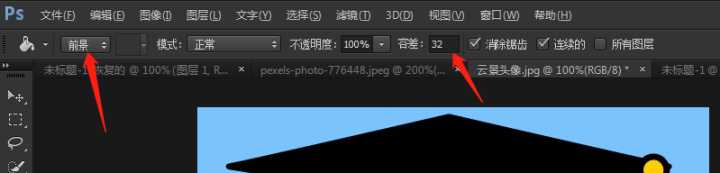 Ps 文件(F) 编辑(E) 图像(I) 图层(L) 文字(Y) 选择(S) 滤镜(T) 3D(D) 视图(V) 窗口(W) 帮助(H)
前景 模式: 正常 不透明度: 100% 容差: 32 消除锯齿 连续的 所有图层
未标题-1 恢复的 @ 100% (图层 1, R... × pexels-photo-776448.jpeg @ 200%(... × 云景头像.jpg @ 100%(RGB/8) * × 未标题-1 @